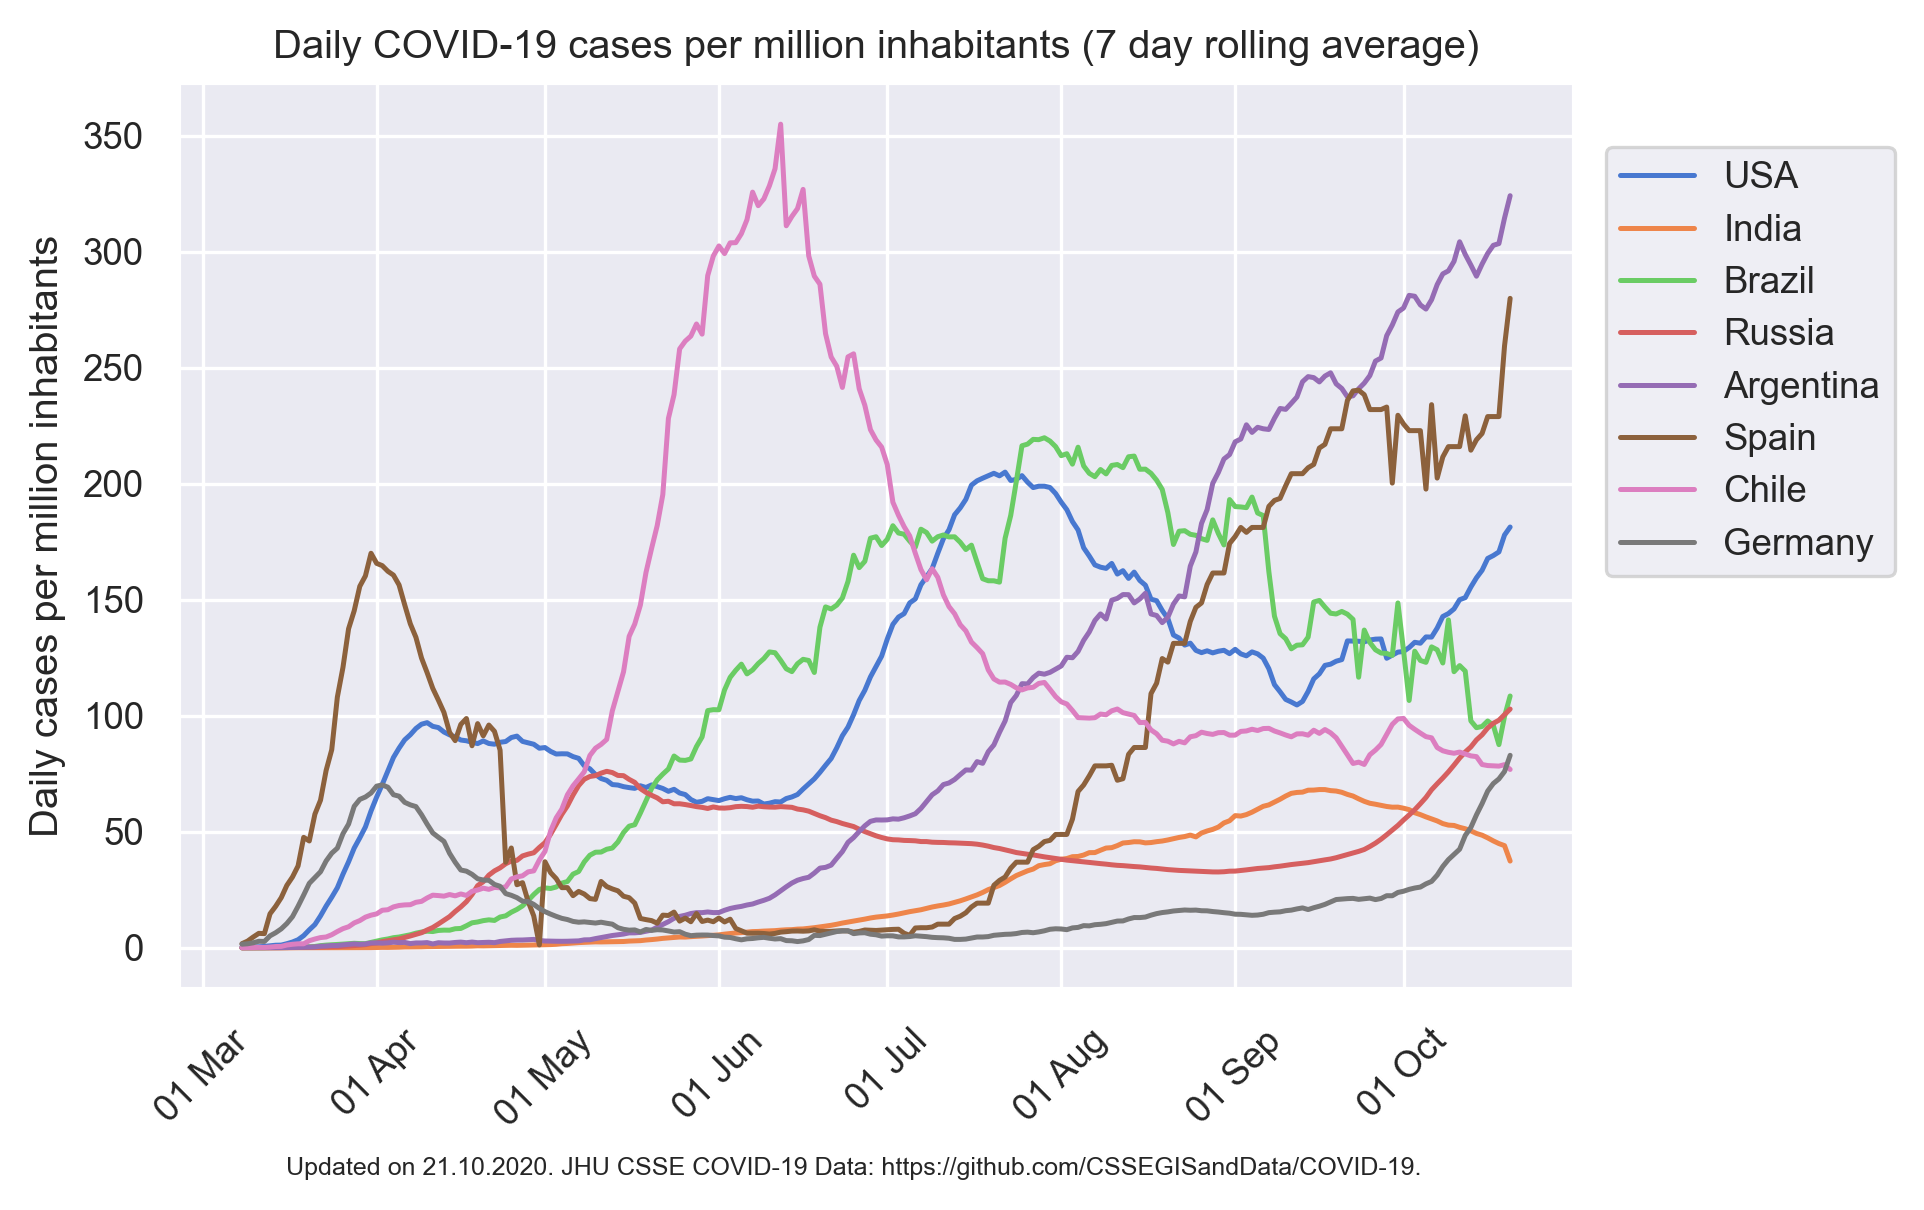 Daily COVID-19 cases per million inhabitants (7 day rolling average)
Daily cases per million inhabitants
350
300
250
200
150
100
50
0
01 Mar
01 Apr
01 May
01 Jun
01 Jul
01 Aug
01 Sep
01 Oct
USA
India
Brazil
Russia
Argentina
Spain
Chile
Germany
Updated on 21.10.2020. JHU CSSE COVID-19 Data: https://github.com/CSSEGISandData/COVID-19.